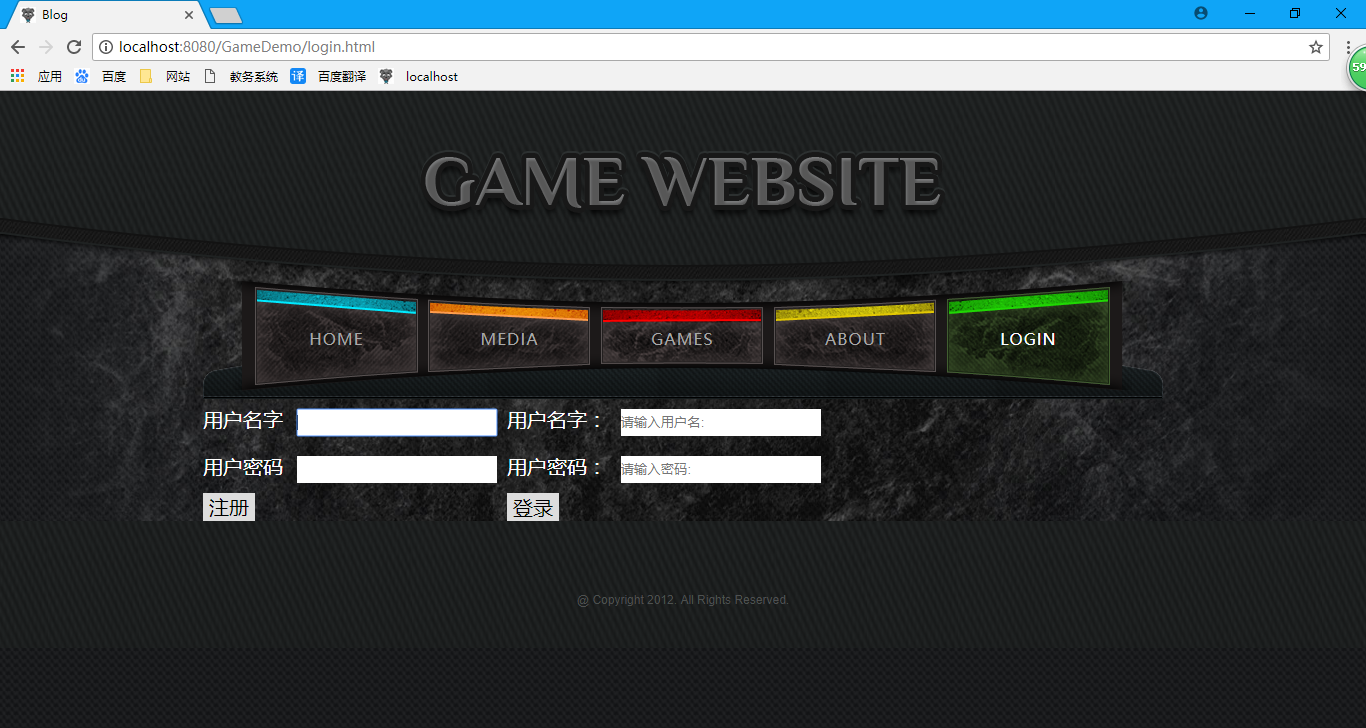 Blog
localhost:8080/GameDemo/login.html
应用 百度 网站 教务系统 译 百度翻译 localhost
59
GAME WEBSITE
HOME MEDIA GAMES ABOUT LOGIN
用户名字 用户名字： 请输入用户名:
用户密码 用户密码： 请输入密码:
注册 登录
@ Copyright 2012. All Rights Reserved.